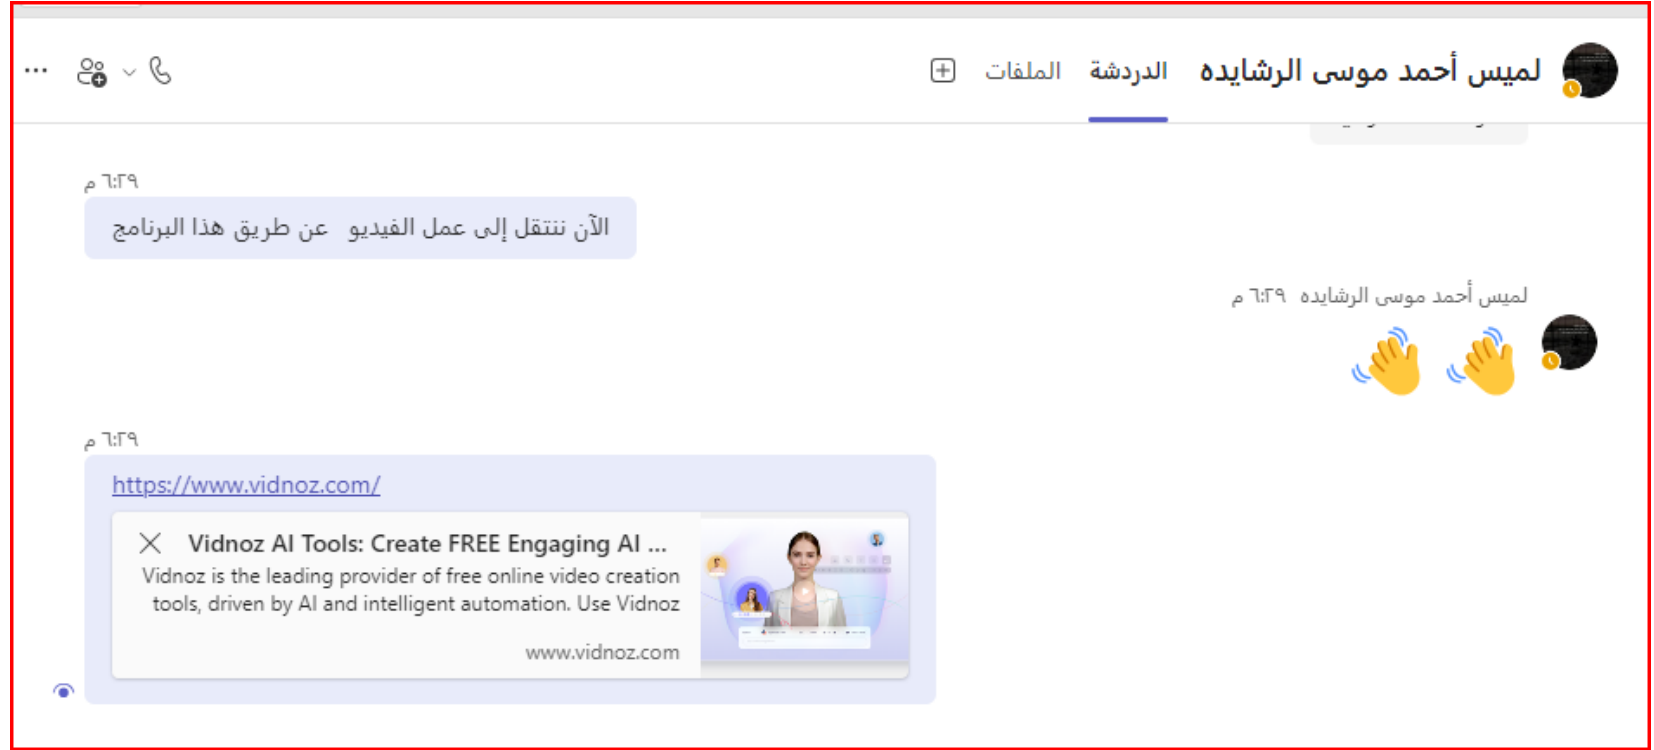 لميس أحمد موسى الرشايده الدردشة الملفات
٦:٢٩ م
الآن ننتقل إلى عمل الفيديو عن طريق هذا البرنامج
لميس أحمد موسى الرشايده ٦:٢٩ م
٦:٢٩ م
https://www.vidnoz.com/
Vidnoz AI Tools: Create FREE Engaging AI ...
Vidnoz is the leading provider of free online video creation
tools, driven by AI and intelligent automation. Use Vidnoz
www.vidnoz.com